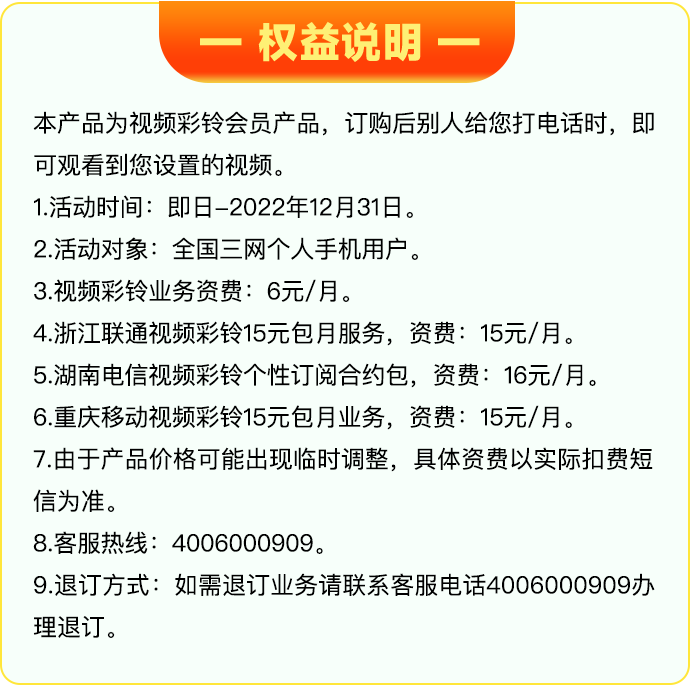 权益说明
本产品为视频彩铃会员产品，订购后别人给您打电话时，即
可观看到您设置的视频。
1.活动时间：即日-2022年12月31日。
2.活动对象：全国三网个人手机用户。
3.视频彩铃业务资费：6元/月。
4.浙江联通视频彩铃15元包月服务，资费：15元/月。
5.湖南电信视频彩铃个性订阅合约包，资费：16元/月。
6.重庆移动视频彩铃15元包月业务，资费：15元/月。
7.由于产品价格可能出现临时调整，具体资费以实际扣费短
信为准。
8.客服热线：4006000909。
9.退订方式：如需退订业务请联系客服电话4006000909办
理退订。